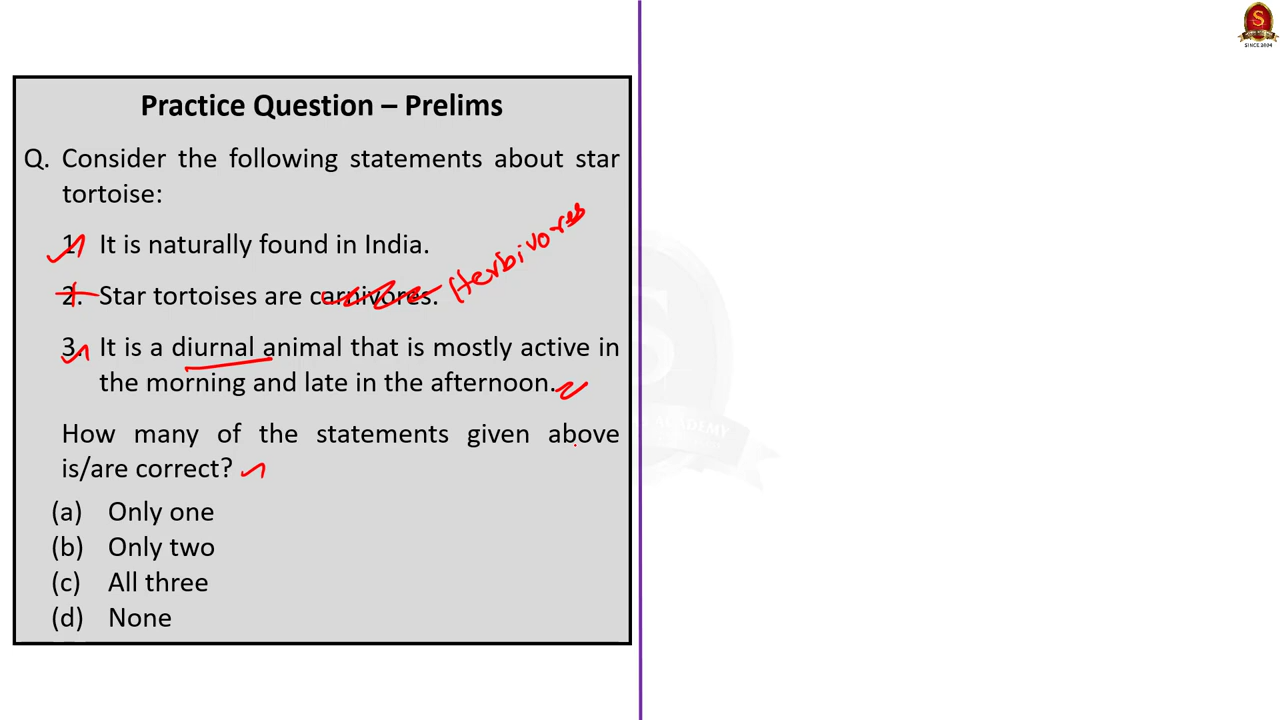 S
SINCE 2004
Practice Question – Prelims
Q. Consider the following statements about star
tortoise:
1. It is naturally found in India.
2. Star tortoises are carnivores. Herbivores
3. It is a diurnal animal that is mostly active in
the morning and late in the afternoon.
How many of the statements given above
is/are correct?
(a) Only one
(b) Only two
(c) All three
(d) None
ACADEMY